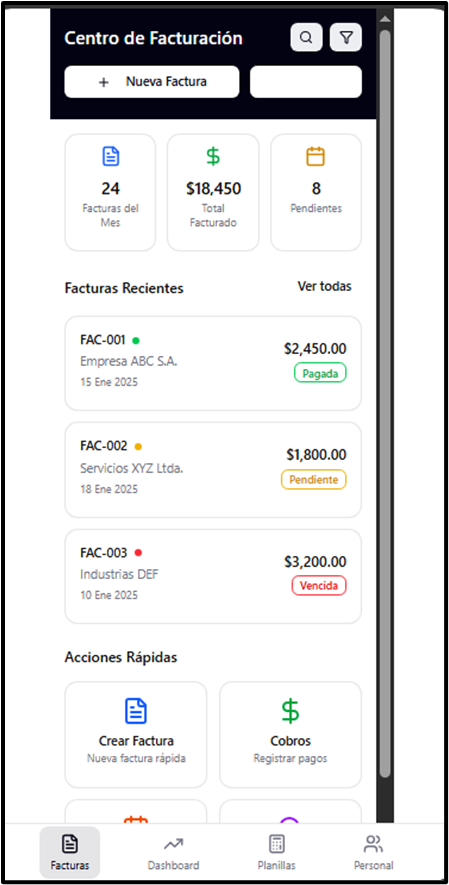 Centro de Facturación
+ Nueva Factura
24
Facturas del
Mes
$18,450
Total
Facturado
8
Pendientes
Facturas Recientes
Ver todas
FAC-001
Empresa ABC S.A.
15 Ene 2025
$2,450.00
Pagada
FAC-002
Servicios XYZ Ltda.
18 Ene 2025
$1,800.00
Pendiente
FAC-003
Industrias DEF
10 Ene 2025
$3,200.00
Vencida
Acciones Rápidas
Crear Factura
Nueva factura rápida
Cobros
Registrar pagos
Facturas
Dashboard
Planillas
Personal